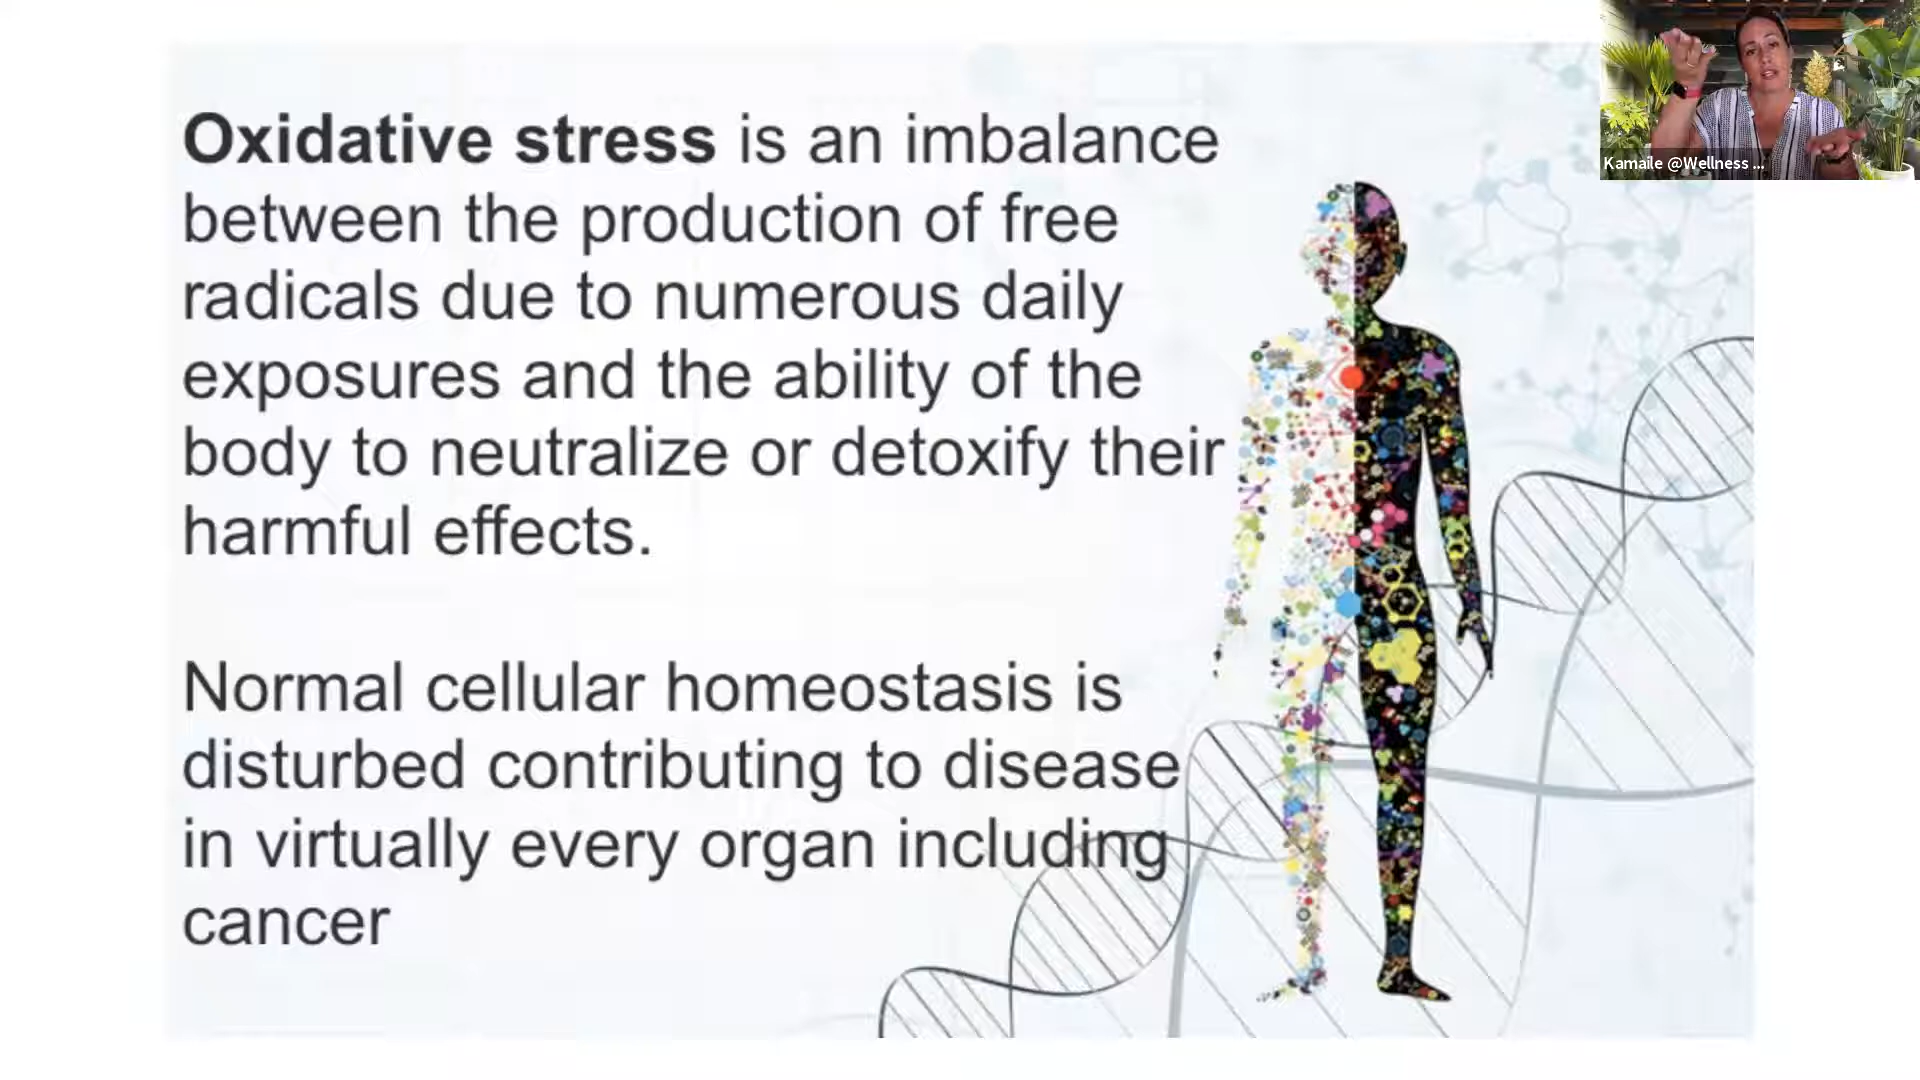 Oxidative stress is an imbalance
between the production of free
radicals due to numerous daily
exposures and the ability of the
body to neutralize or detoxify their
harmful effects.
Normal cellular homeostasis is
disturbed contributing to disease
in virtually every organ including
cancer
Kamaile @Wellness ...